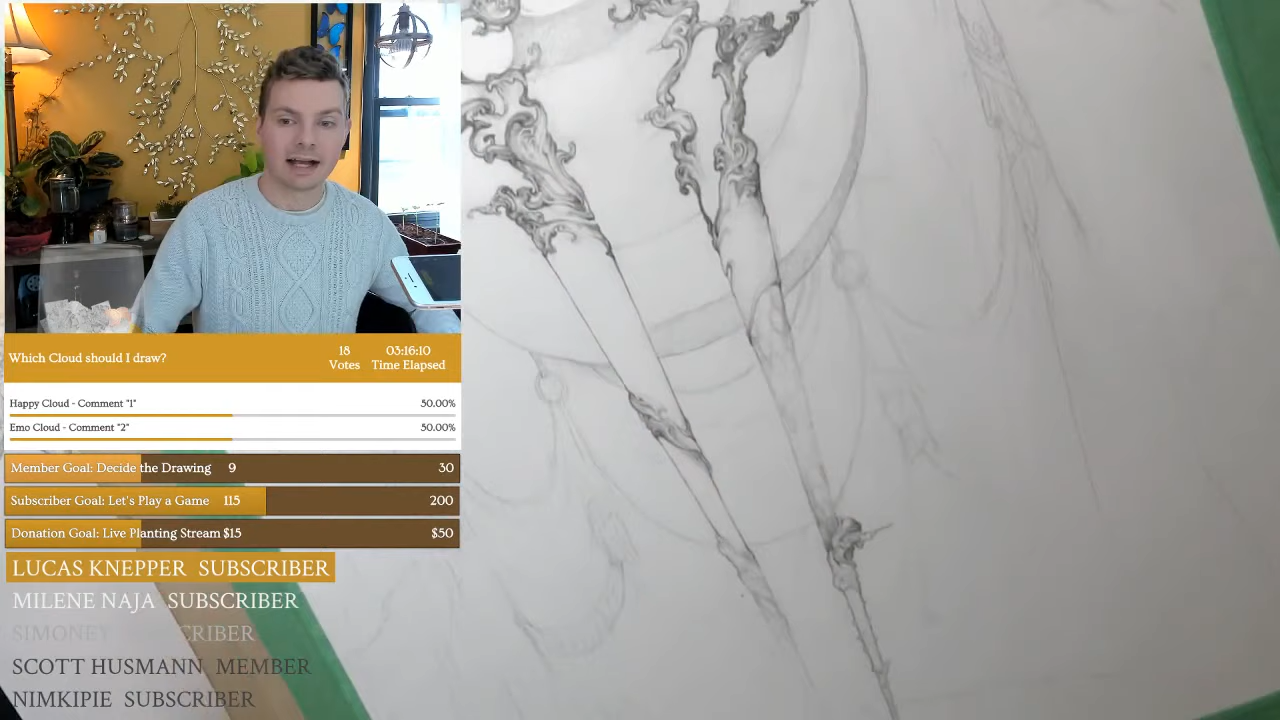 Which Cloud should I draw?
18 Votes
03:16:10 Time Elapsed
Happy Cloud - Comment "1" 50.00%
Emo Cloud - Comment "2" 50.00%
Member Goal: Decide the Drawing 9 30
Subscriber Goal: Let's Play a Game 115 200
Donation Goal: Live Planting Stream $15 $50
LUCAS KNEPPER SUBSCRIBER
MILENE NAJA SUBSCRIBER
SIMONEY
SCOTT HUSMANN MEMBER
NIMKIPIE SUBSCRIBER